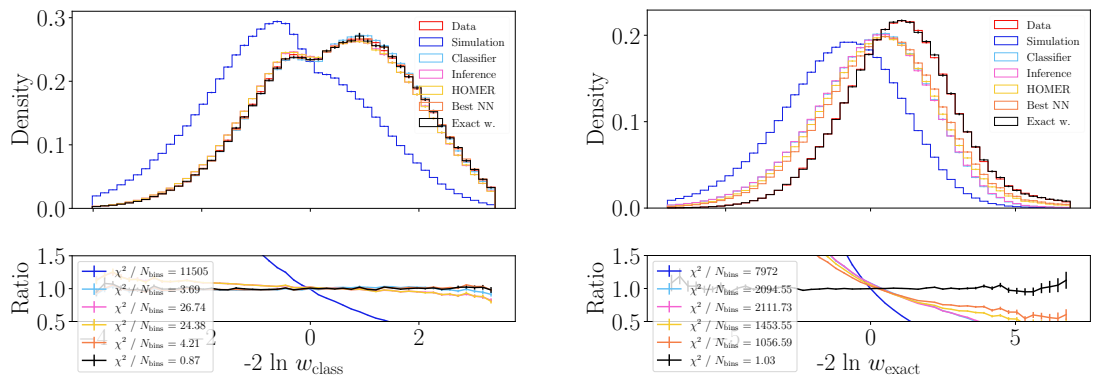 0.3
0.2
0.1
0.0
Density
Data
Simulation
Classifier
Inference
HOMER
Best NN
Exact w.
1.5
1.0
0.5
Ratio
χ² / N_bins = 11505
χ² / N_bins = 3.69
χ² / N_bins = 26.74
χ² / N_bins = 24.38
χ² / N_bins = 4.21
χ² / N_bins = 0.87
−4 −2 0 2
-2 ln w_class
0.2
0.1
0.0
Density
Data
Simulation
Classifier
Inference
HOMER
Best NN
Exact w.
1.5
1.0
0.5
Ratio
χ² / N_bins = 7972
χ² / N_bins = 2094.55
χ² / N_bins = 2111.73
χ² / N_bins = 1453.55
χ² / N_bins = 1056.59
χ² / N_bins = 1.03
−5 0 5
-2 ln w_exact